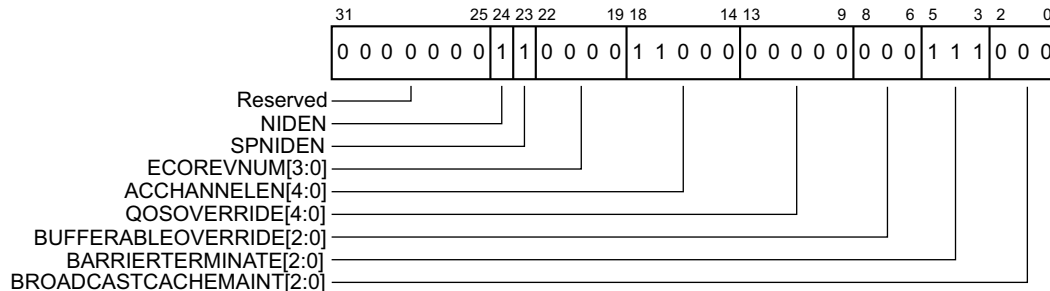 31 25 24 23 22 19 18 14 13 9 8 6 5 3 2 0
0 0 0 0 0 0 0 1 1 0 0 0 0 1 1 0 0 0 0 0 0 0 0 0 0 0 1 1 1 0 0 0
Reserved
NIDEN
SPNIDEN
ECOREVNUM[3:0]
ACCHANNELEN[4:0]
QOSOVERRIDE[4:0]
BUFFERABLEOVERRIDE[2:0]
BARRIERTERMINATE[2:0]
BROADCASTCACHEMAINT[2:0]